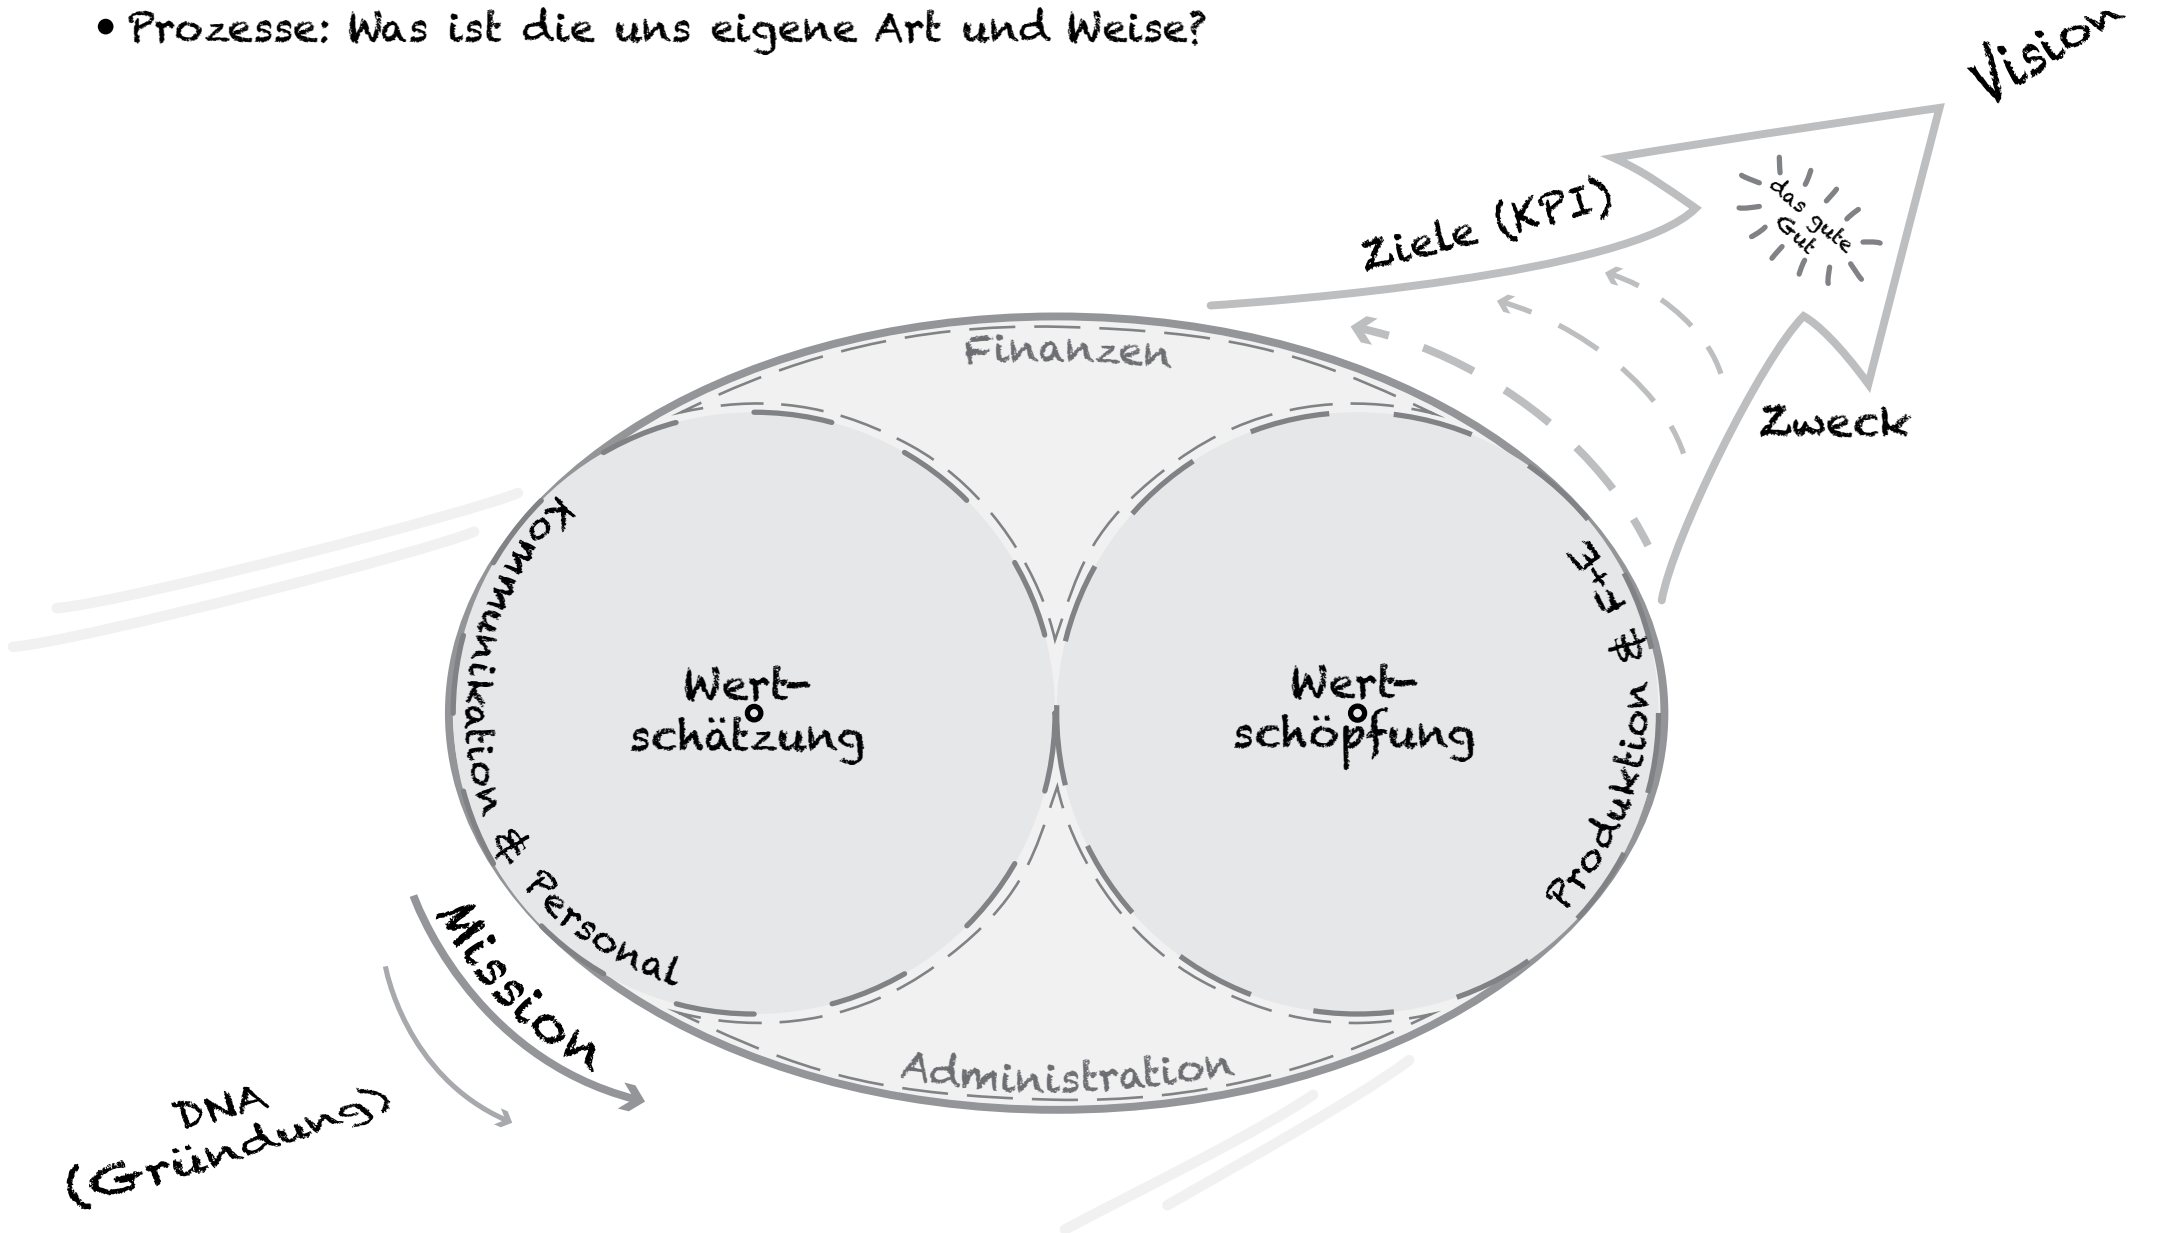 • Prozesse: Was ist die uns eigene Art und Weise?
Vision
das gute
Gut
Ziele (KPI)
Zweck
Finanzen
Kommunikation & Personal
Wert-
schätzung
Wert-
schöpfung
Produktion & F+E
Administration
Mission
DNA
(Gründung)